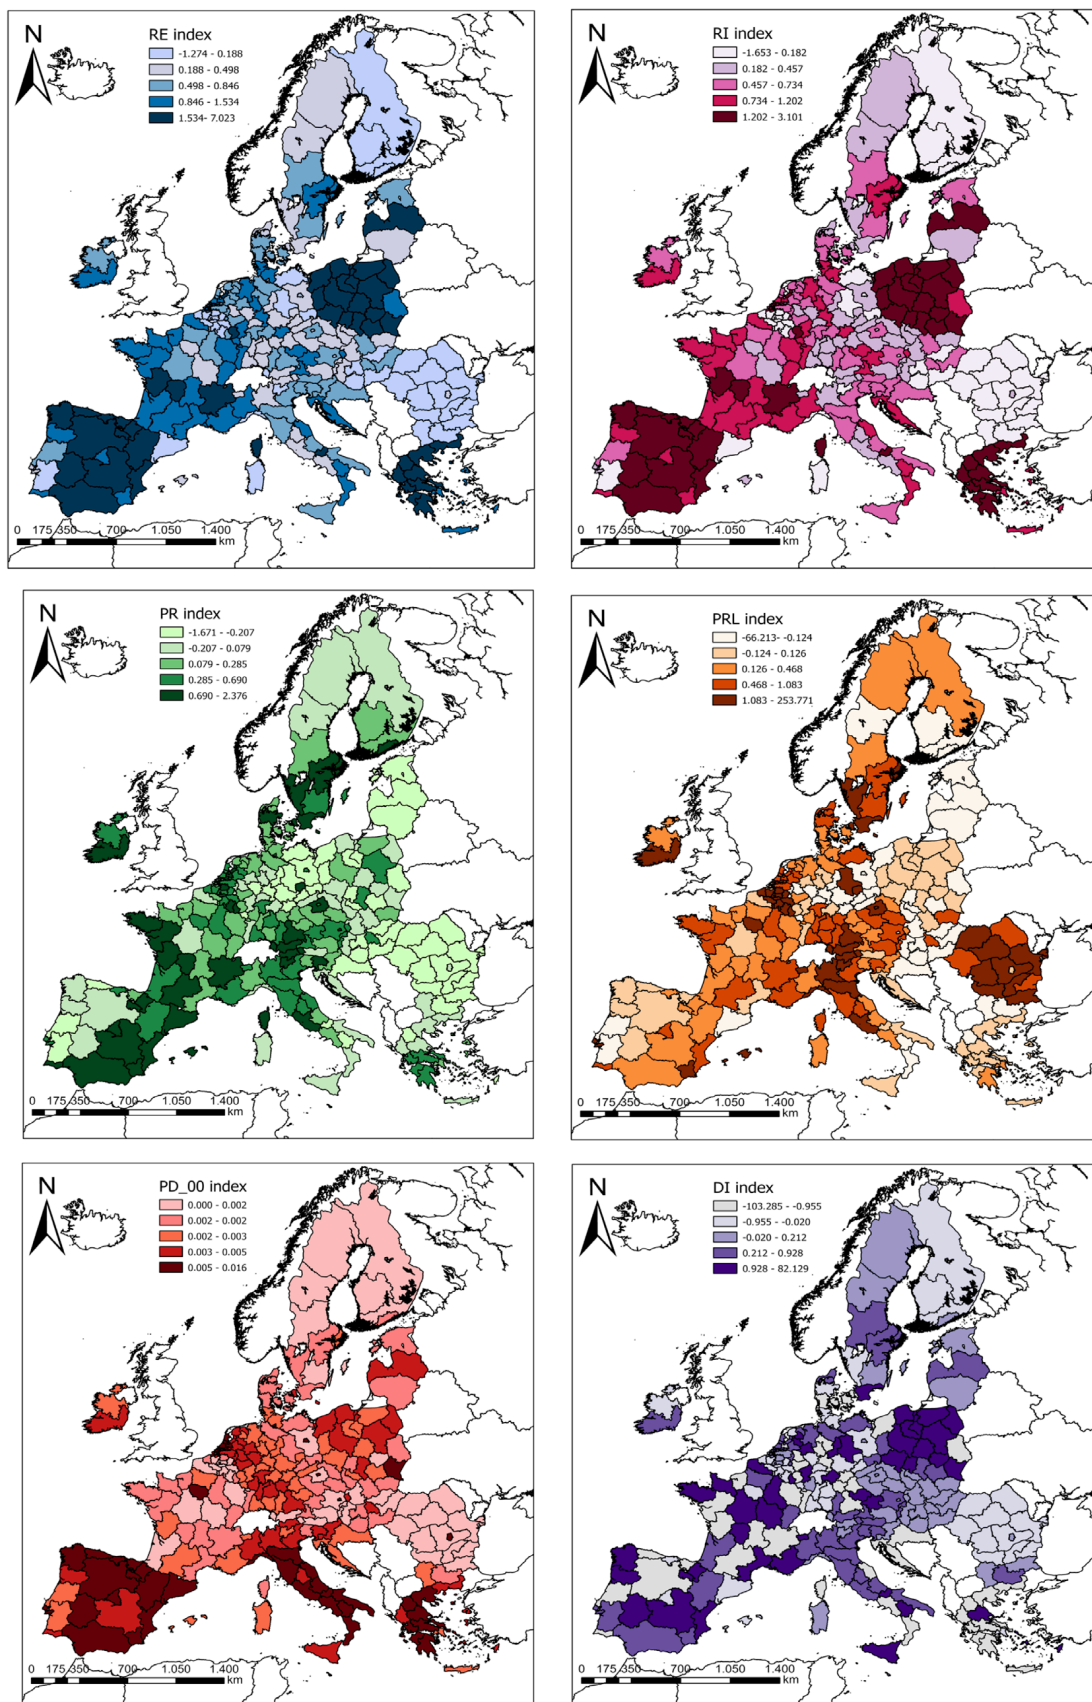 N
RE index
-1.274 - 0.188
0.188 - 0.498
0.498 - 0.846
0.846 - 1.534
1.534- 7.023
0 175 350 700 1.050 1.400
km
N
RI index
-1.653 - 0.182
0.182 - 0.457
0.457 - 0.734
0.734 - 1.202
1.202 - 3.101
0 175 350 700 1.050 1.400
km
N
PR index
-1.671 - -0.207
-0.207 - 0.079
0.079 - 0.285
0.285 - 0.690
0.690 - 2.376
0 175 350 700 1.050 1.400
km
N
PRL index
-66.213- -0.124
-0.124 - 0.126
0.126 - 0.468
0.468 - 1.083
1.083 - 253.771
0 175 350 700 1.050 1.400
km
N
PD_00 index
0.000 - 0.002
0.002 - 0.002
0.002 - 0.003
0.003 - 0.005
0.005 - 0.016
0 175 350 700 1.050 1.400
km
N
DI index
-103.285 - -0.955
-0.955 - -0.020
-0.020 - 0.212
0.212 - 0.928
0.928 - 82.129
0 175 350 700 1.050 1.400
km